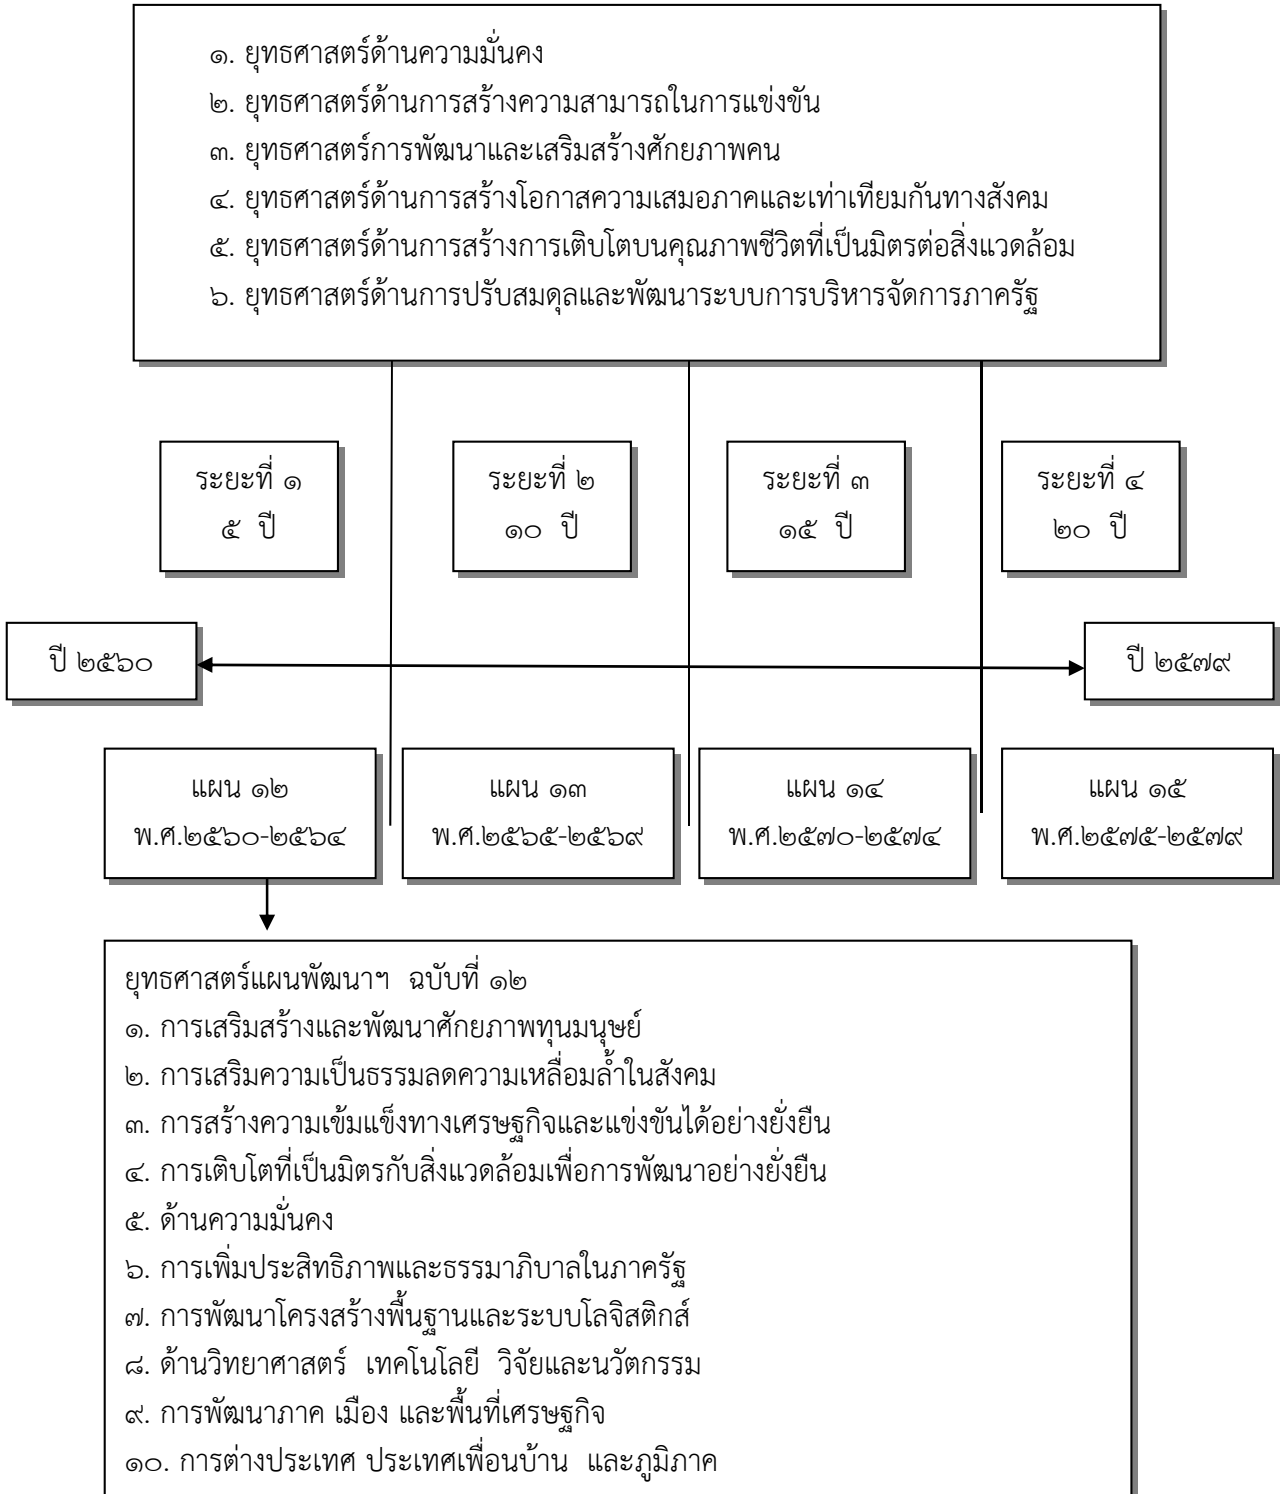 ๑. ยุทธศาสตร์ด้านความมั่นคง
๒. ยุทธศาสตร์ด้านการสร้างความสามารถในการแข่งขัน
๓. ยุทธศาสตร์การพัฒนาและเสริมสร้างศักยภาพคน
๔. ยุทธศาสตร์ด้านการสร้างโอกาสความเสมอภาคและเท่าเทียมกันทางสังคม
๕. ยุทธศาสตร์ด้านการสร้างการเติบโตบนคุณภาพชีวิตที่เป็นมิตรต่อสิ่งแวดล้อม
๖. ยุทธศาสตร์ด้านการปรับสมดุลและพัฒนาระบบการบริหารจัดการภาครัฐ
ระยะที่ ๑
๕ ปี
ระยะที่ ๒
๑๐ ปี
ระยะที่ ๓
๑๕ ปี
ระยะที่ ๔
๒๐ ปี
ปี ๒๕๖๐
ปี ๒๕๗๙
แผน ๑๒
พ.ศ.๒๕๖๐-๒๕๖๔
แผน ๑๓
พ.ศ.๒๕๖๕-๒๕๖๙
แผน ๑๔
พ.ศ.๒๕๗๐-๒๕๗๔
แผน ๑๕
พ.ศ.๒๕๗๕-๒๕๗๙
ยุทธศาสตร์แผนพัฒนาฯ ฉบับที่ ๑๒
๑. การเสริมสร้างและพัฒนาศักยภาพทุนมนุษย์
๒. การเสริมความเป็นธรรมลดความเหลื่อมล้ำในสังคม
๓. การสร้างความเข้มแข็งทางเศรษฐกิจและแข่งขันได้อย่างยั่งยืน
๔. การเติบโตที่เป็นมิตรกับสิ่งแวดล้อมเพื่อการพัฒนาอย่างยั่งยืน
๕. ด้านความมั่นคง
๖. การเพิ่มประสิทธิภาพและธรรมาภิบาลในภาครัฐ
๗. การพัฒนาโครงสร้างพื้นฐานและระบบโลจิสติกส์
๘. ด้านวิทยาศาสตร์ เทคโนโลยี วิจัยและนวัตกรรม
๙. การพัฒนาภาค เมือง และพื้นที่เศรษฐกิจ
๑๐. การต่างประเทศ ประเทศเพื่อนบ้าน และภูมิภาค